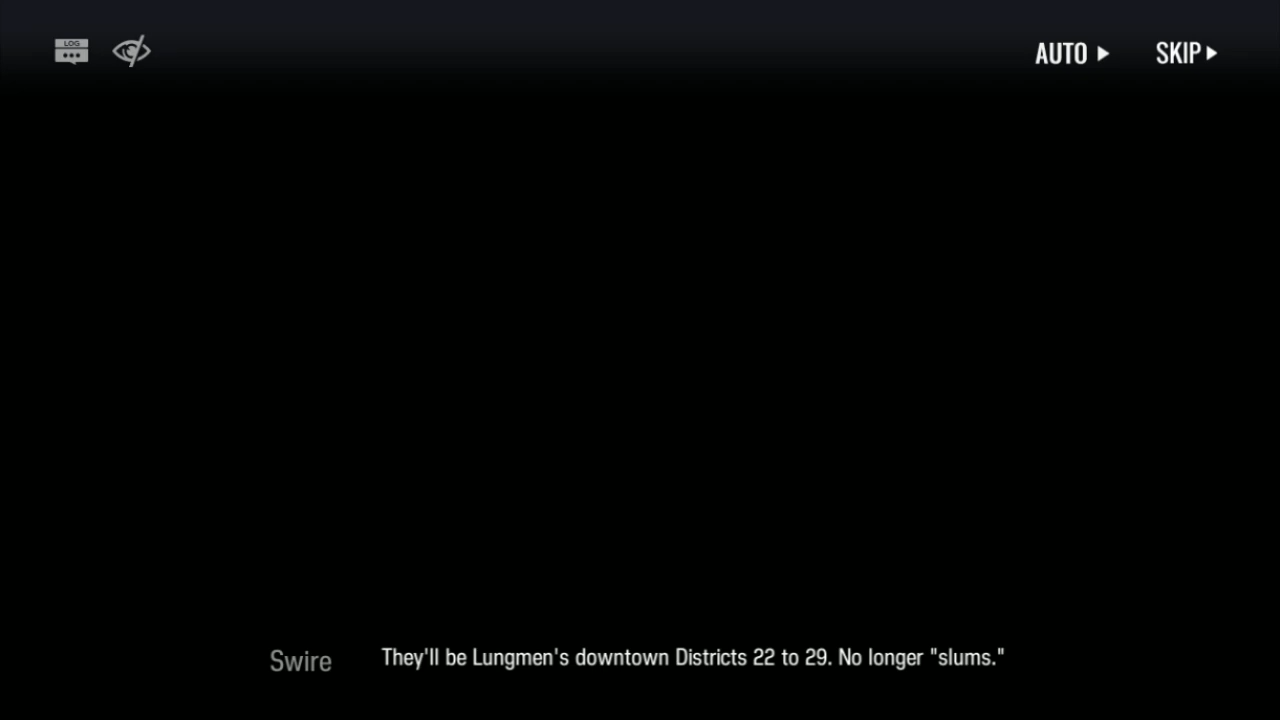 LOG
AUTO
SKIP
Swire
They'll be Lungmen's downtown Districts 22 to 29. No longer "slums."